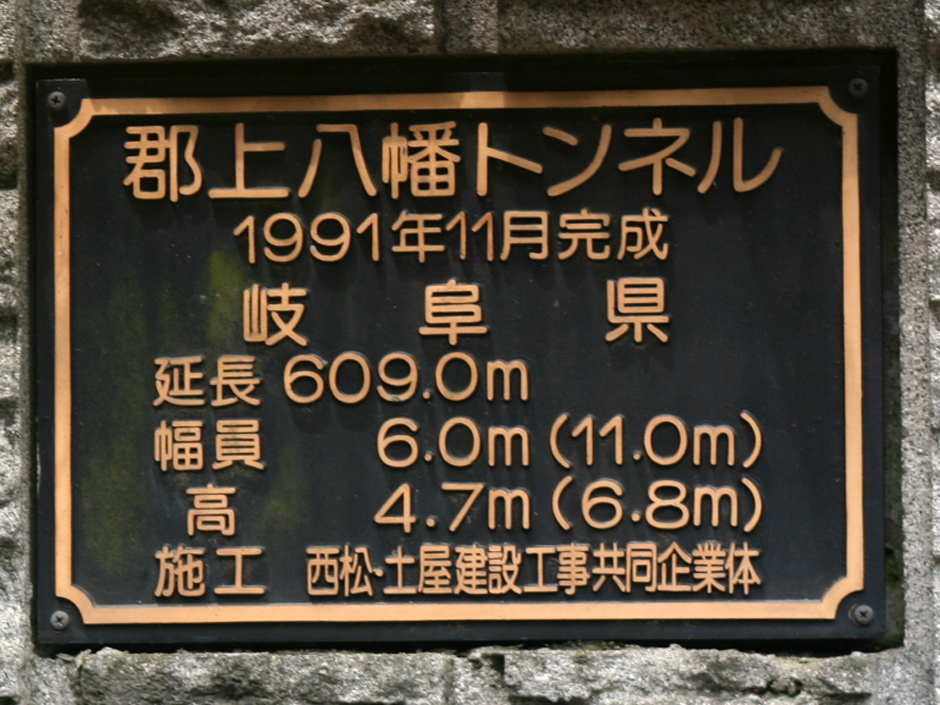 郡上八幡トンネル
1991年11月完成
岐阜県
延長 609.0m
幅員 6.0m (11.0m)
高 4.7m (6.8m)
施工 西松・土屋建設工事共同企業体